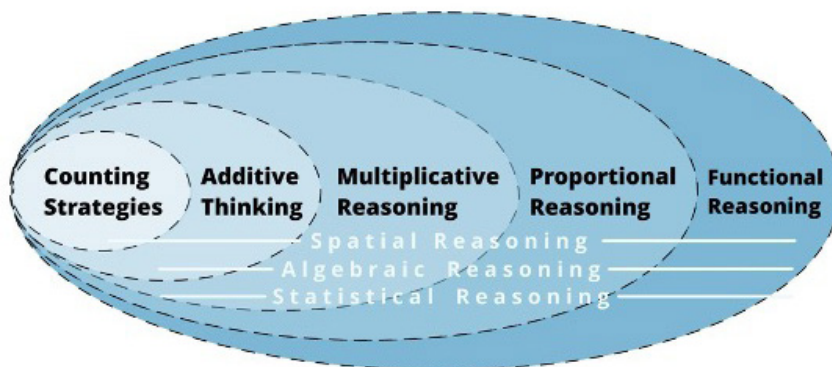 Counting Strategies
Additive Thinking
Multiplicative Reasoning
Proportional Reasoning
Functional Reasoning
Spatial Reasoning
Algebraic Reasoning
Statistical Reasoning